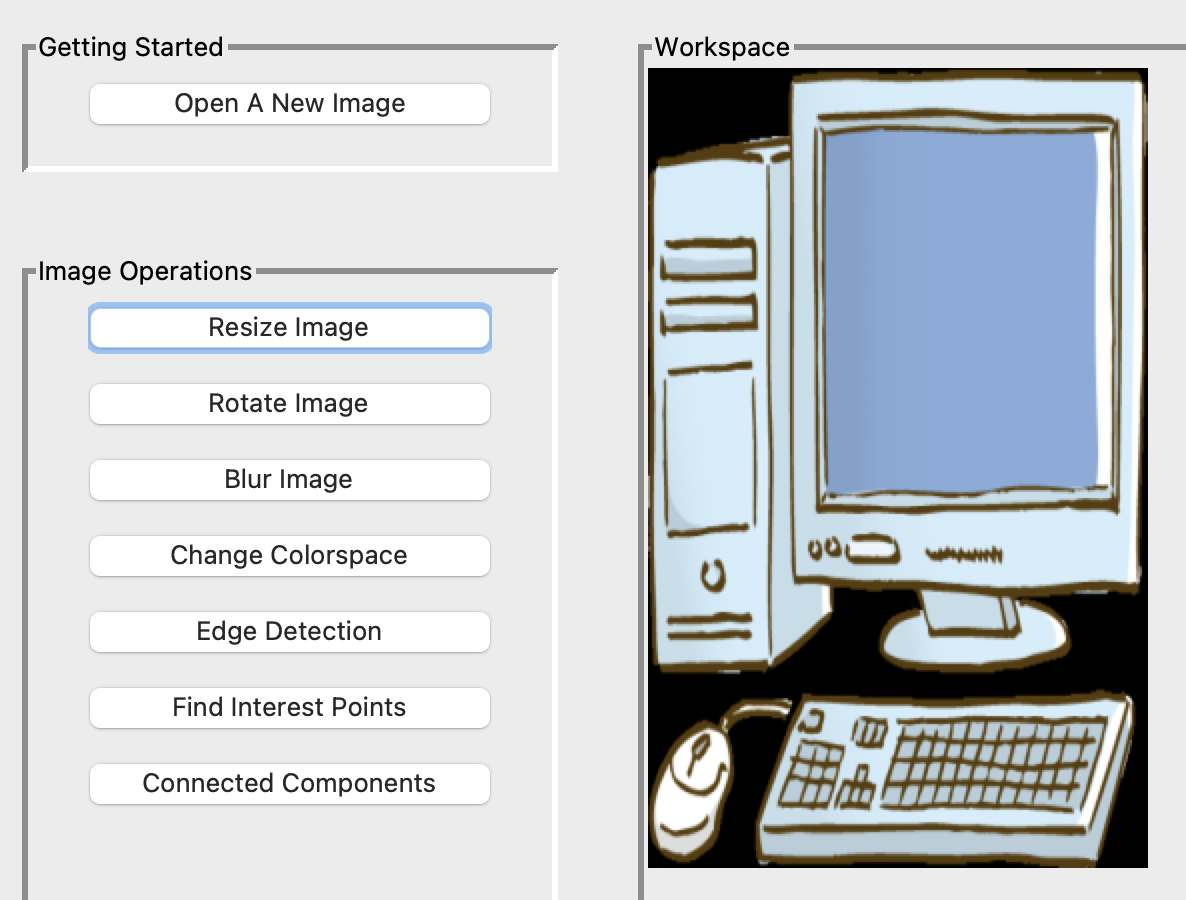 Getting Started
Open A New Image
Image Operations
Resize Image
Rotate Image
Blur Image
Change Colorspace
Edge Detection
Find Interest Points
Connected Components
Workspace